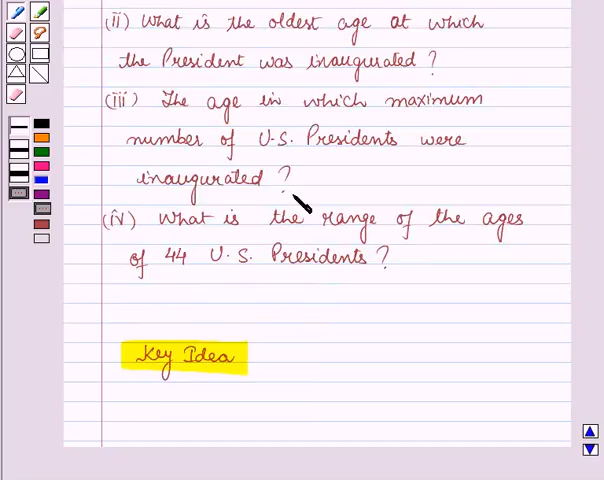 (ii) What is the oldest age at which
the President was inaugurated ?
(iii) The age in which maximum
number of U.S. Presidents were
inaugurated ?
(iv) What is the range of the ages
of 44 U.S. Presidents ?
Key Idea